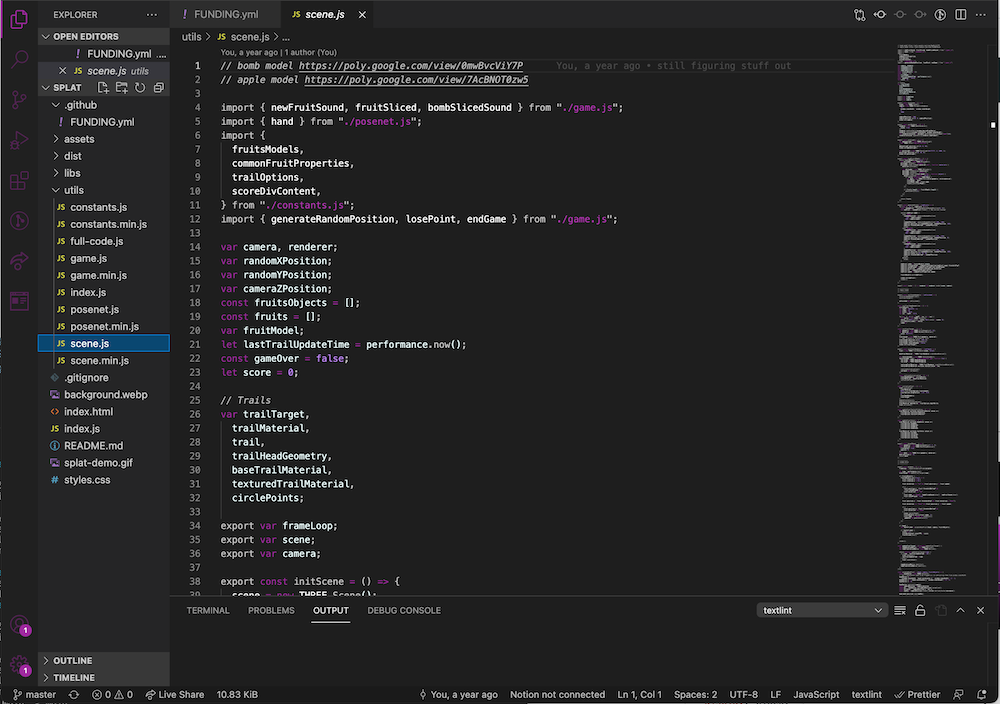 EXPLORER
OPEN EDITORS
! FUNDING.yml ....
JS scene.js utils
SPLAT
.github
! FUNDING.yml
assets
dist
libs
utils
JS constants.js
JS constants.min.js
JS full-code.js
JS game.js
JS game.min.js
JS index.js
JS posenet.js
JS posenet.min.js
JS scene.js
JS scene.min.js
.gitignore
background.webp
<> index.html
JS index.js
README.md
splat-demo.gif
# styles.css
OUTLINE
TIMELINE
1
1
! FUNDING.yml
JS scene.js
utils > JS scene.js > ...
You, a year ago | 1 author (You)
1 // bomb model https://poly.google.com/view/0mwBvcViY7P You, a year ago • still figuring stuff out
2 // apple model https://poly.google.com/view/7AcBNOT0zw5
3
4 import { newFruitSound, fruitSliced, bombSlicedSound } from "./game.js";
5 import { hand } from "./posenet.js";
6 import {
7 fruitsModels,
8 commonFruitProperties,
9 trailOptions,
10 scoreDivContent,
11 } from "./constants.js";
12 import { generateRandomPosition, losePoint, endGame } from "./game.js";
13
14 var camera, renderer;
15 var randomXPosition;
16 var randomYPosition;
17 var cameraZPosition;
18 const fruitsObjects = [];
19 const fruits = [];
20 var fruitModel;
21 let lastTrailUpdateTime = performance.now();
22 const gameOver = false;
23 let score = 0;
24
25 // Trails
26 var trailTarget,
27 trailMaterial,
28 trail,
29 trailHeadGeometry,
30 baseTrailMaterial,
31 texturedTrailMaterial,
32 circlePoints;
33
34 export var frameLoop;
35 export var scene;
36 export var camera;
37
38 export const initScene = () => {
39 scene = new THREE.Scene();
TERMINAL PROBLEMS OUTPUT DEBUG CONSOLE textlint
master 0 0 Live Share 10.83 KiB You, a year ago Notion not connected Ln 1, Col 1 Spaces: 2 UTF-8 LF JavaScript textlint Prettier